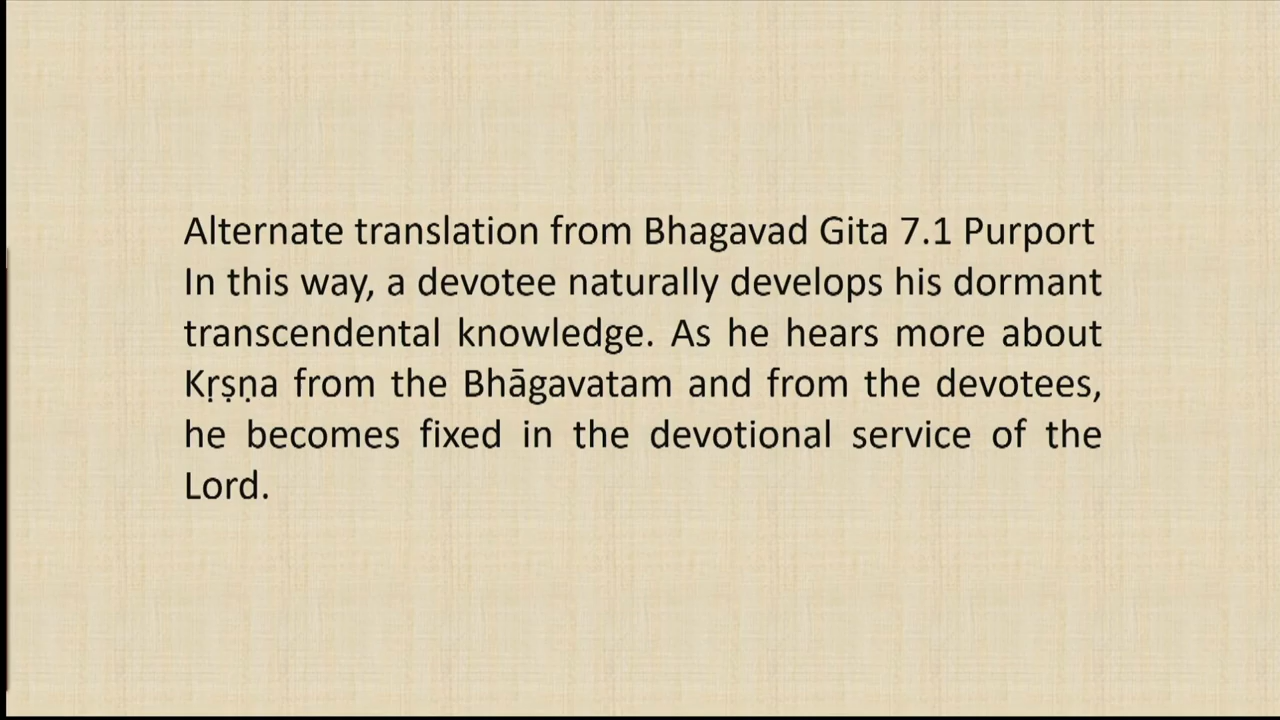 Alternate translation from Bhagavad Gita 7.1 Purport
In this way, a devotee naturally develops his dormant
transcendental knowledge. As he hears more about
Kṛṣṇa from the Bhāgavatam and from the devotees,
he becomes fixed in the devotional service of the
Lord.